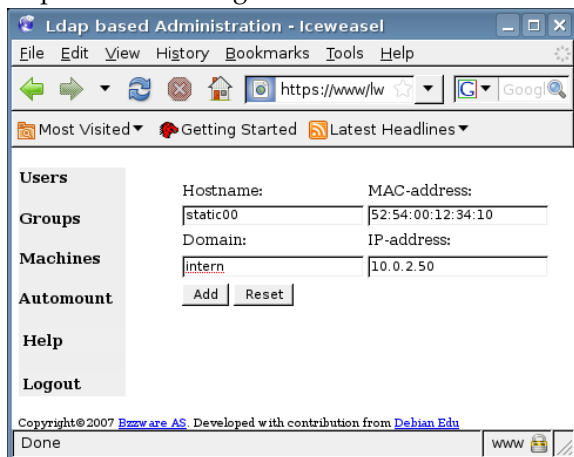 Ldap based Administration - Iceweasel
File Edit View History Bookmarks Tools Help
https://www/lw G Googl
Most Visited Getting Started Latest Headlines
Users
Groups
Machines
Automount
Help
Logout
Hostname: MAC-address:
static00 52:54:00:12:34:10
Domain: IP-address:
intern 10.0.2.50
Add Reset
Copyright©2007 Bzzware AS. Developed with contribution from Debian Edu
Done www